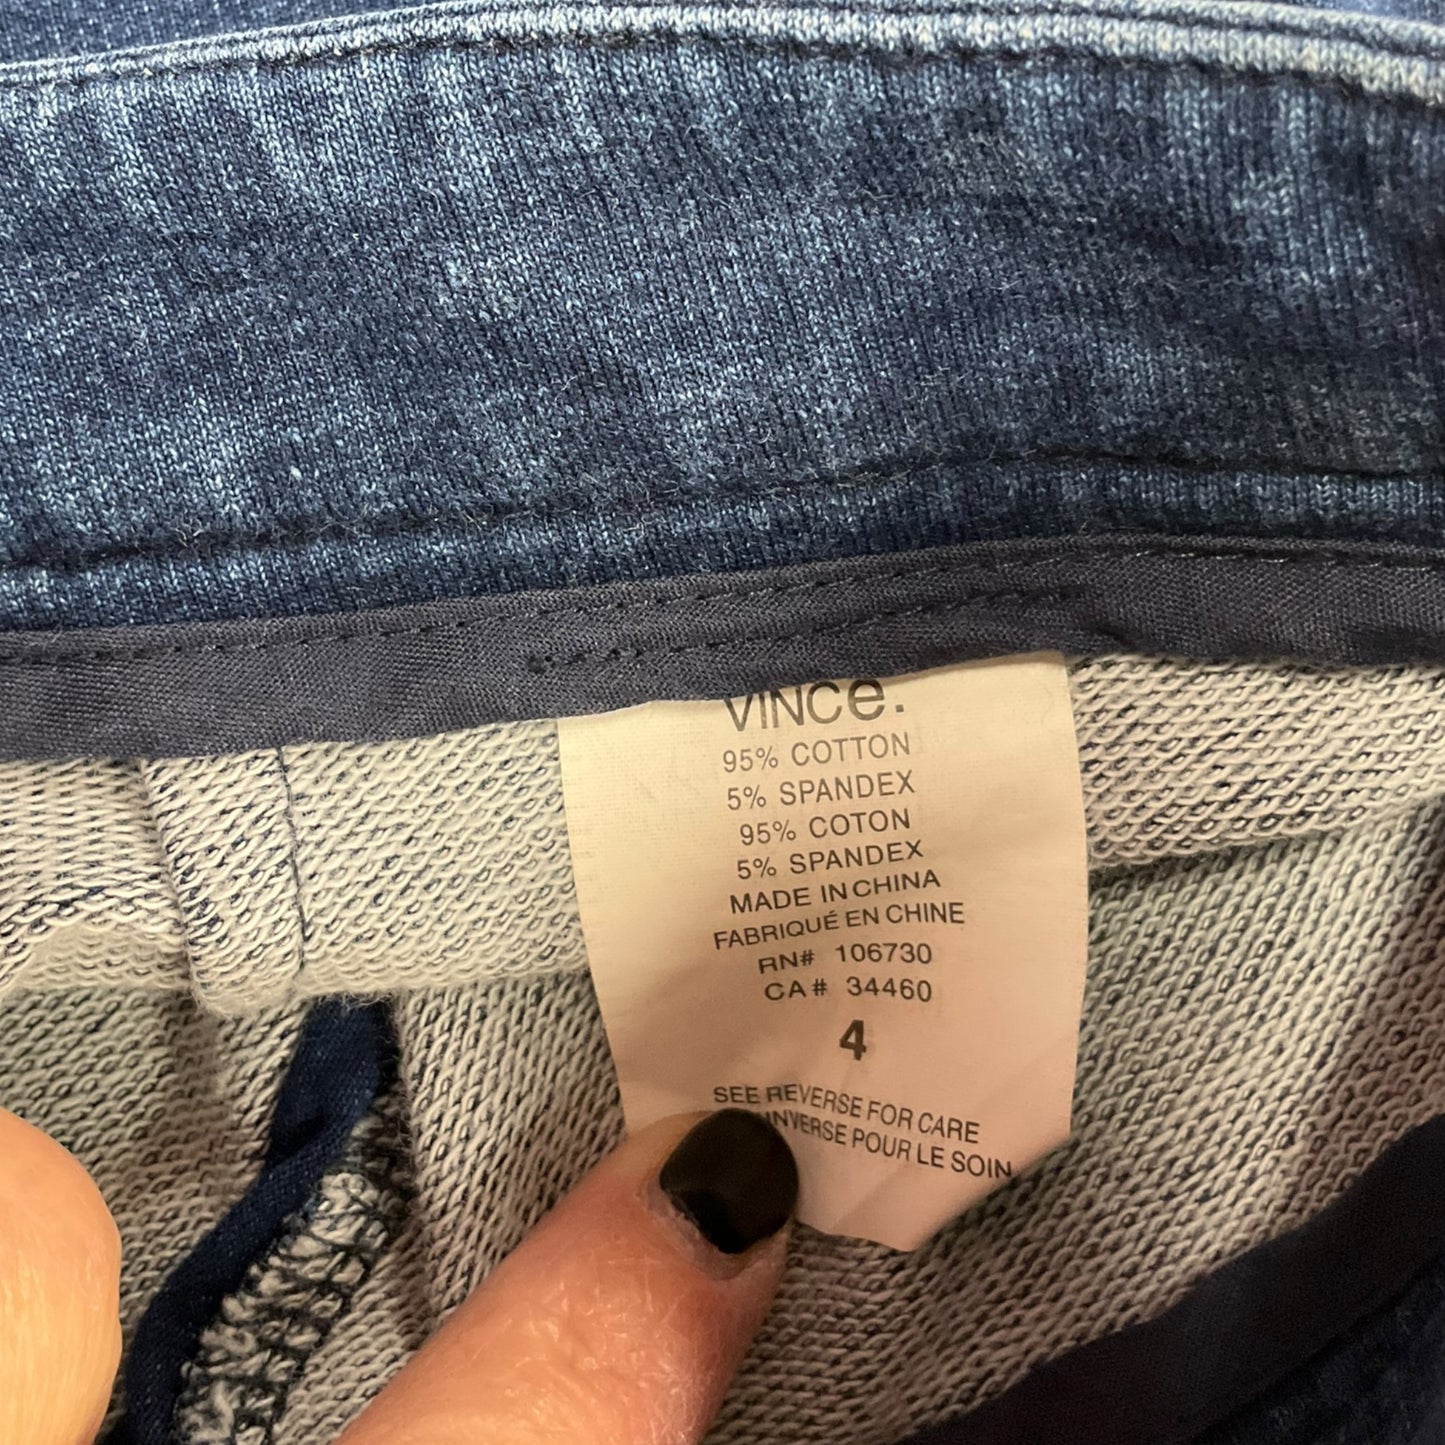 VINCe.
95% COTTON
5% SPANDEX
95% COTON
5% SPANDEX
MADE IN CHINA
FABRIQUÉ EN CHINE
RN# 106730
CA# 34460
4
SEE REVERSE FOR CARE
INVERSE POUR LE SOIN